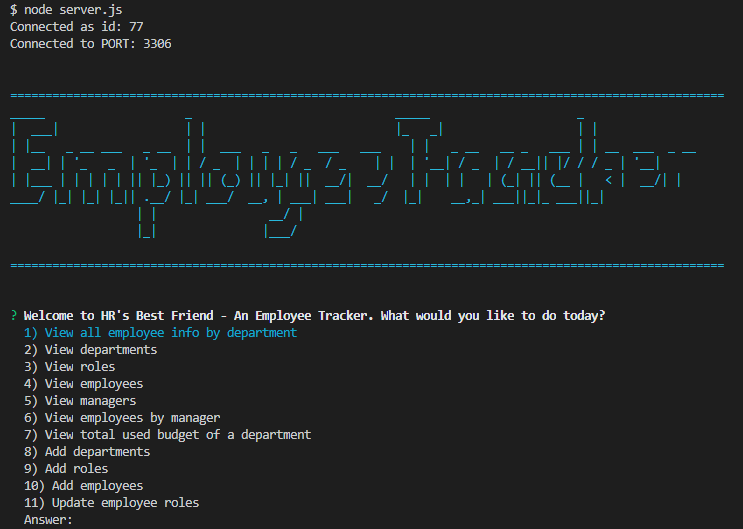 $ node server.js
Connected as id: 77
Connected to PORT: 3306
Employee Tracker
? Welcome to HR's Best Friend - An Employee Tracker. What would you like to do today?
1) View all employee info by department
2) View departments
3) View roles
4) View employees
5) View managers
6) View employees by manager
7) View total used budget of a department
8) Add departments
9) Add roles
10) Add employees
11) Update employee roles
Answer: